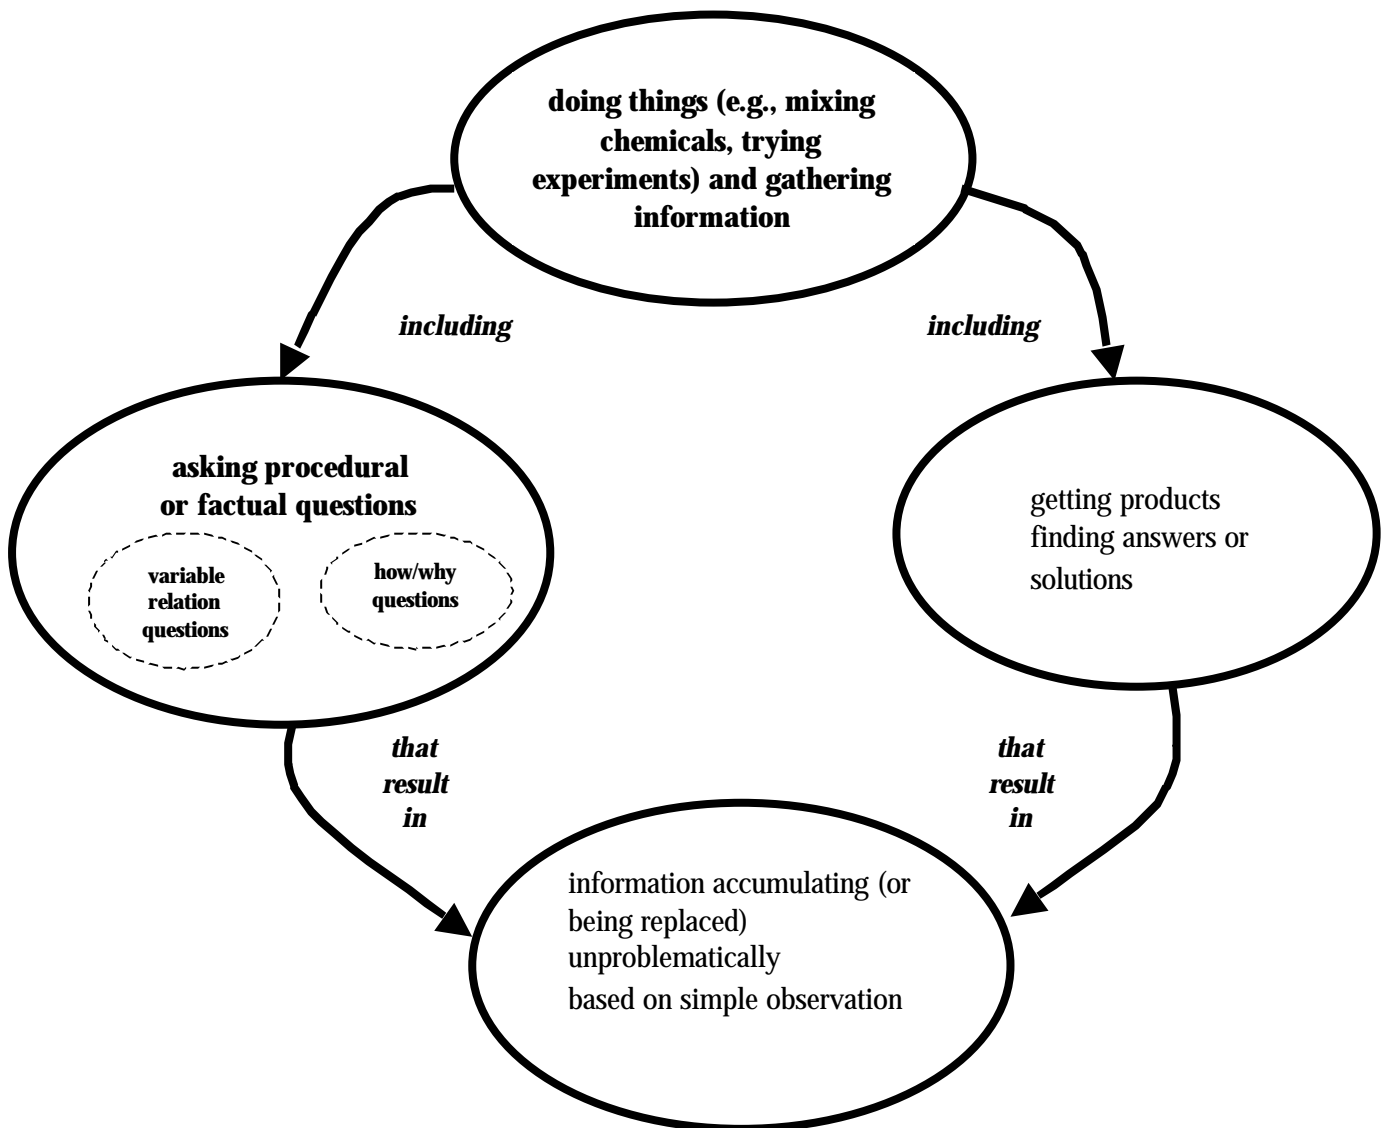 doing things (e.g., mixing
chemicals, trying
experiments) and gathering
information
including
including
asking procedural
or factual questions
variable
relation
questions
how/why
questions
getting products
finding answers or
solutions
that
result
in
that
result
in
information accumulating (or
being replaced)
unproblematically
based on simple observation